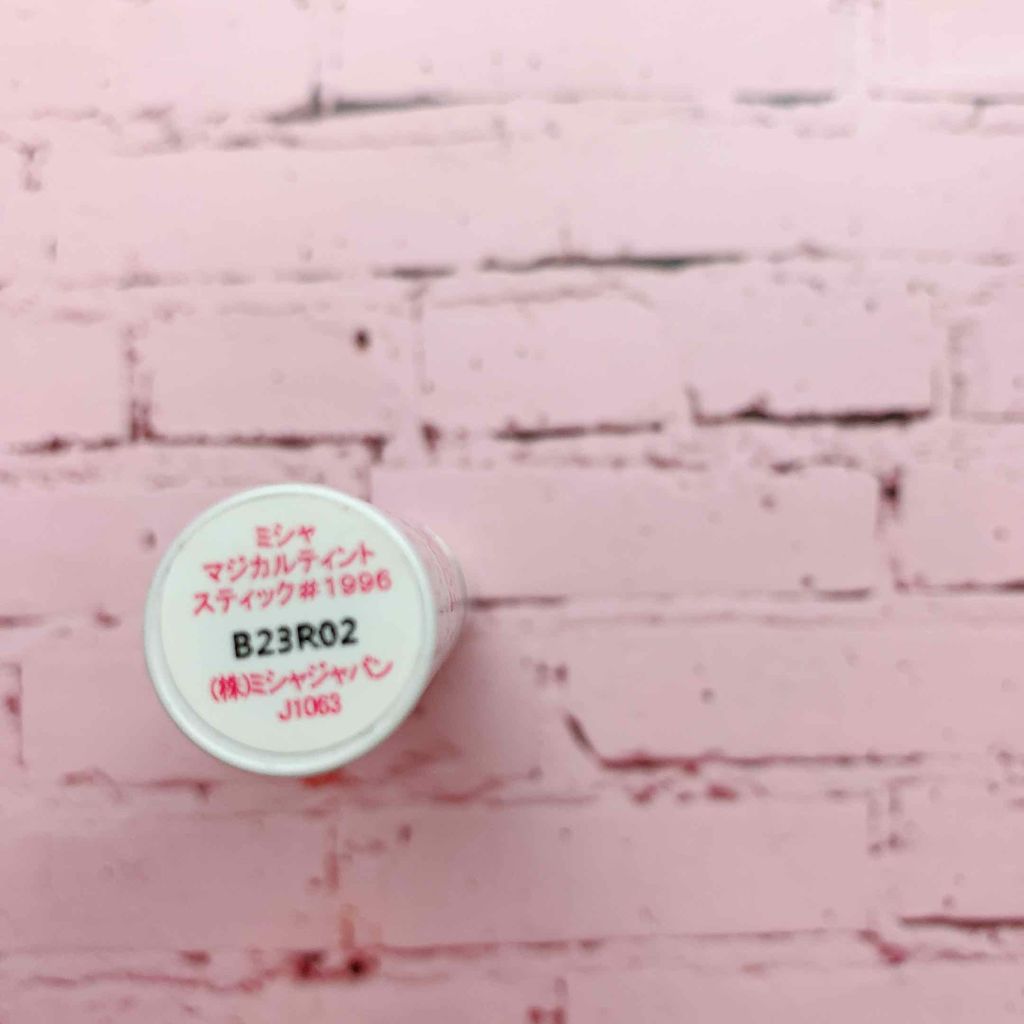 ミシャ
マジカルティント
スティック#1996
B23R02
(株)ミシャジャパン
J1063